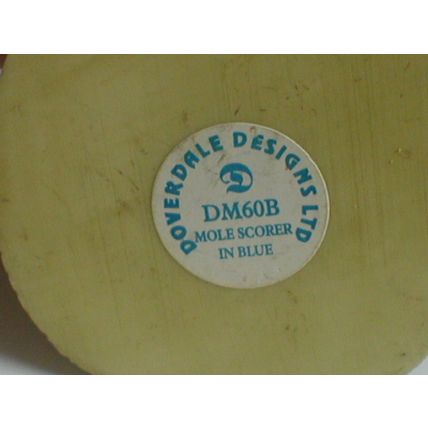 DOVERDALE DESIGNS LTD
DM60B
MOLE SCORER
IN BLUE